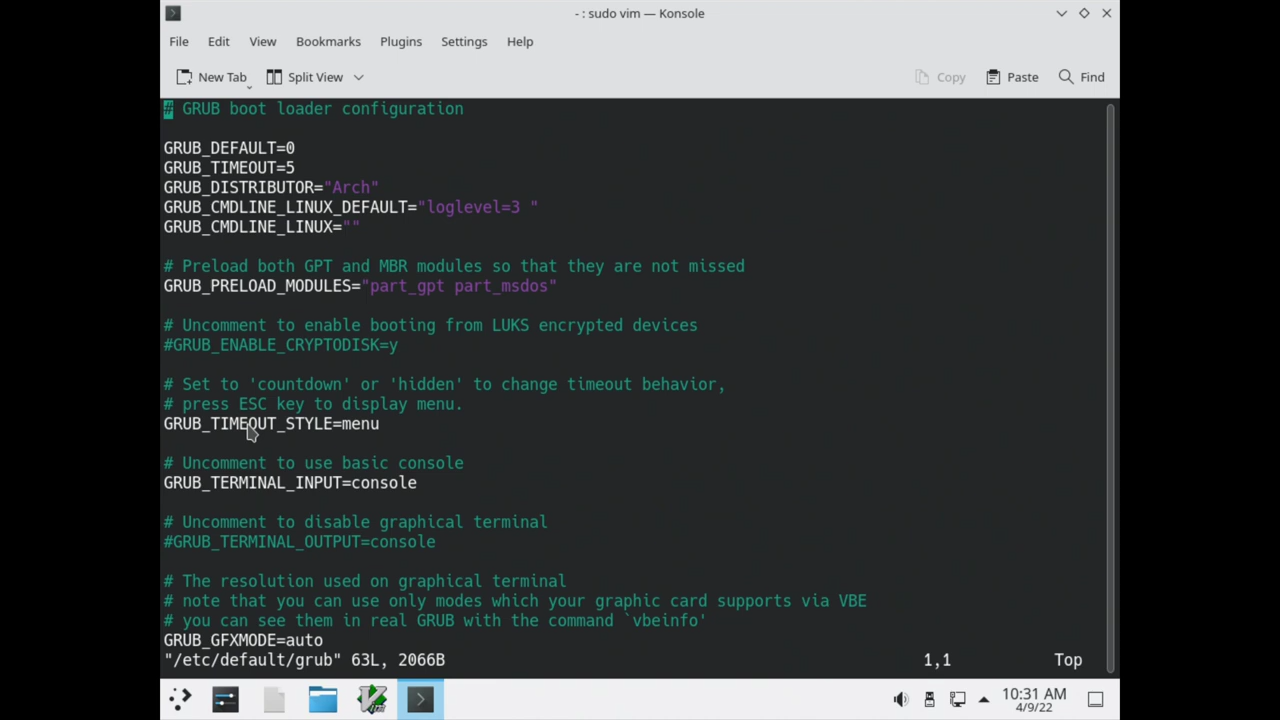 - : sudo vim — Konsole
File Edit View Bookmarks Plugins Settings Help
New Tab Split View Copy Paste Find
# GRUB boot loader configuration
GRUB_DEFAULT=0
GRUB_TIMEOUT=5
GRUB_DISTRIBUTOR="Arch"
GRUB_CMDLINE_LINUX_DEFAULT="loglevel=3 "
GRUB_CMDLINE_LINUX=""
# Preload both GPT and MBR modules so that they are not missed
GRUB_PRELOAD_MODULES="part_gpt part_msdos"
# Uncomment to enable booting from LUKS encrypted devices
#GRUB_ENABLE_CRYPTODISK=y
# Set to 'countdown' or 'hidden' to change timeout behavior,
# press ESC key to display menu.
GRUB_TIMEOUT_STYLE=menu
# Uncomment to use basic console
GRUB_TERMINAL_INPUT=console
# Uncomment to disable graphical terminal
#GRUB_TERMINAL_OUTPUT=console
# The resolution used on graphical terminal
# note that you can use only modes which your graphic card supports via VBE
# you can see them in real GRUB with the command `vbeinfo'
GRUB_GFXMODE=auto
"/etc/default/grub" 63L, 2066B 1,1 Top
10:31 AM
4/9/22